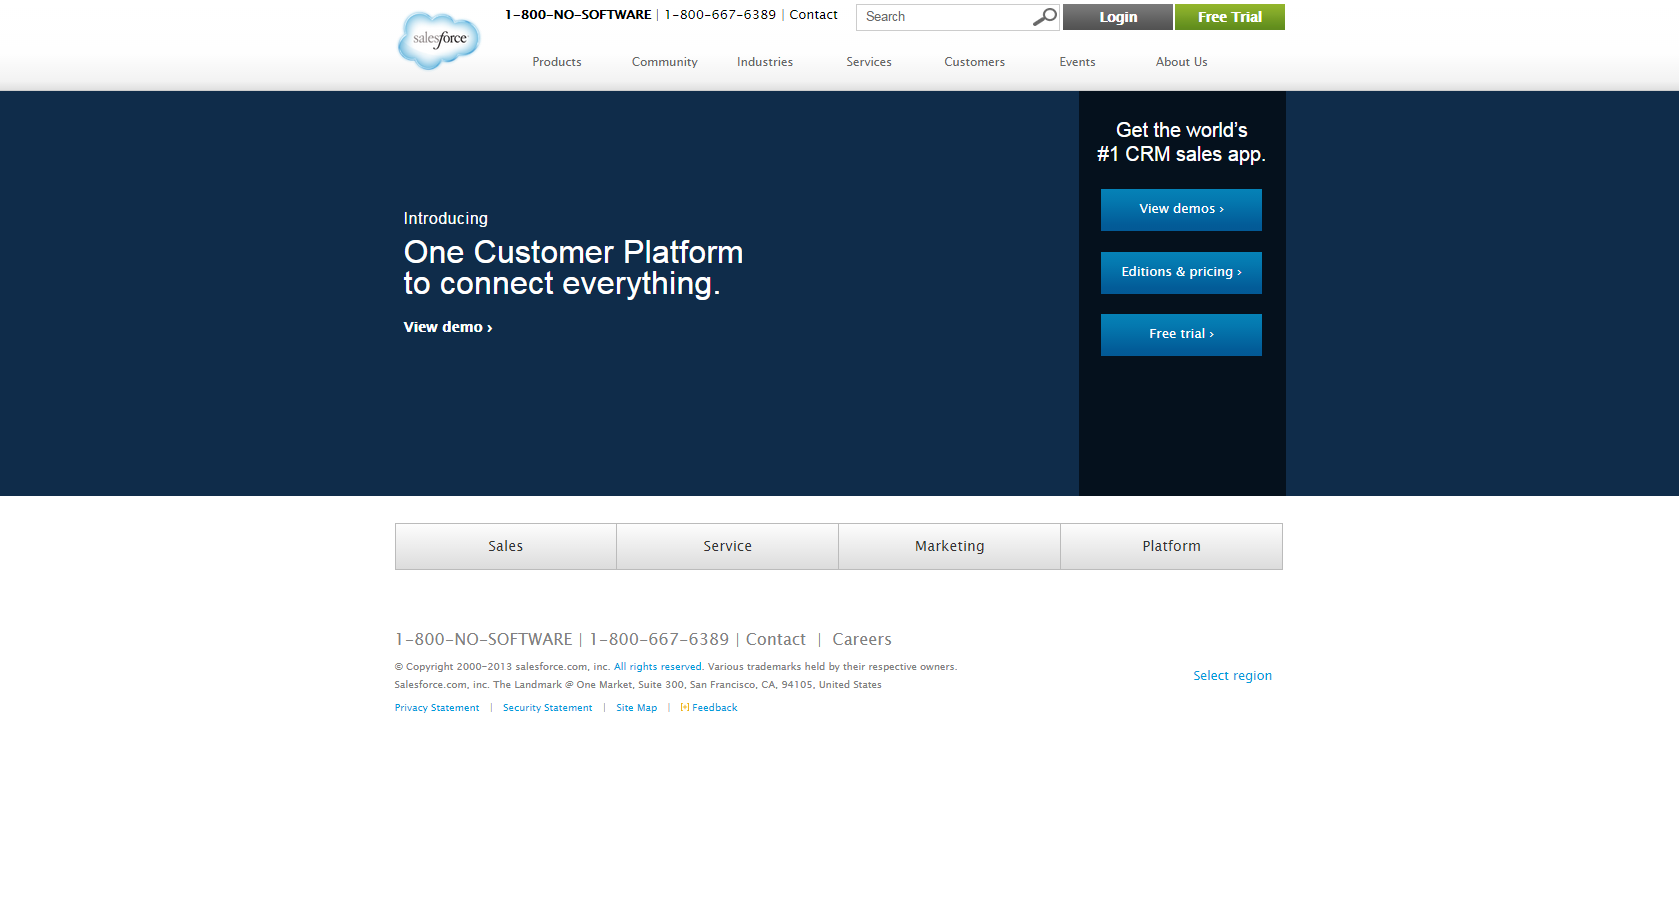 salesforce
1-800-NO-SOFTWARE | 1-800-667-6389 | Contact
Search
Login
Free Trial
Products Community Industries Services Customers Events About Us
Introducing
One Customer Platform
to connect everything.
View demo ›
Get the world's
#1 CRM sales app.
View demos ›
Editions & pricing ›
Free trial ›
Sales Service Marketing Platform
1-800-NO-SOFTWARE | 1-800-667-6389 | Contact | Careers
© Copyright 2000-2013 salesforce.com, inc. All rights reserved. Various trademarks held by their respective owners.
Salesforce.com, inc. The Landmark @ One Market, Suite 300, San Francisco, CA, 94105, United States
Select region
Privacy Statement | Security Statement | Site Map | [+] Feedback